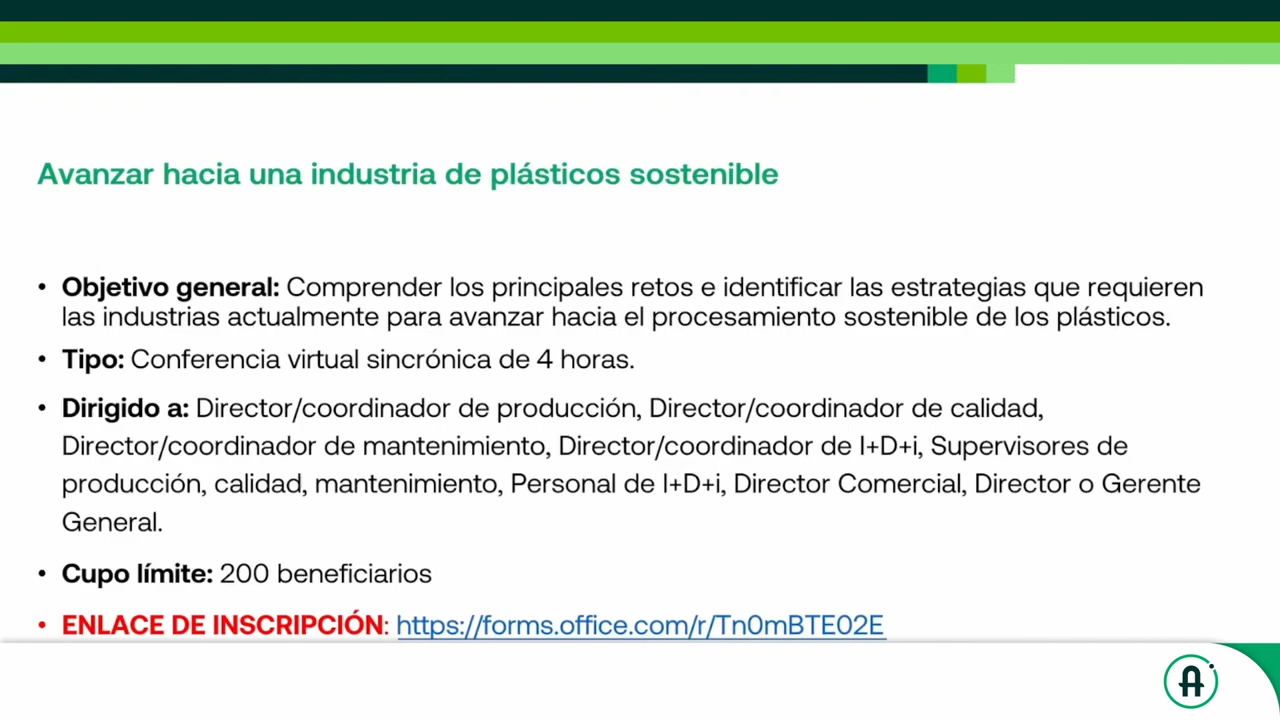 Avanzar hacia una industria de plásticos sostenible
• Objetivo general: Comprender los principales retos e identificar las estrategias que requieren
las industrias actualmente para avanzar hacia el procesamiento sostenible de los plásticos.
• Tipo: Conferencia virtual sincrónica de 4 horas.
• Dirigido a: Director/coordinador de producción, Director/coordinador de calidad,
Director/coordinador de mantenimiento, Director/coordinador de I+D+i, Supervisores de
producción, calidad, mantenimiento, Personal de I+D+i, Director Comercial, Director o Gerente
General.
• Cupo límite: 200 beneficiarios
• ENLACE DE INSCRIPCIÓN: https://forms.office.com/r/Tn0mBTE02E
A